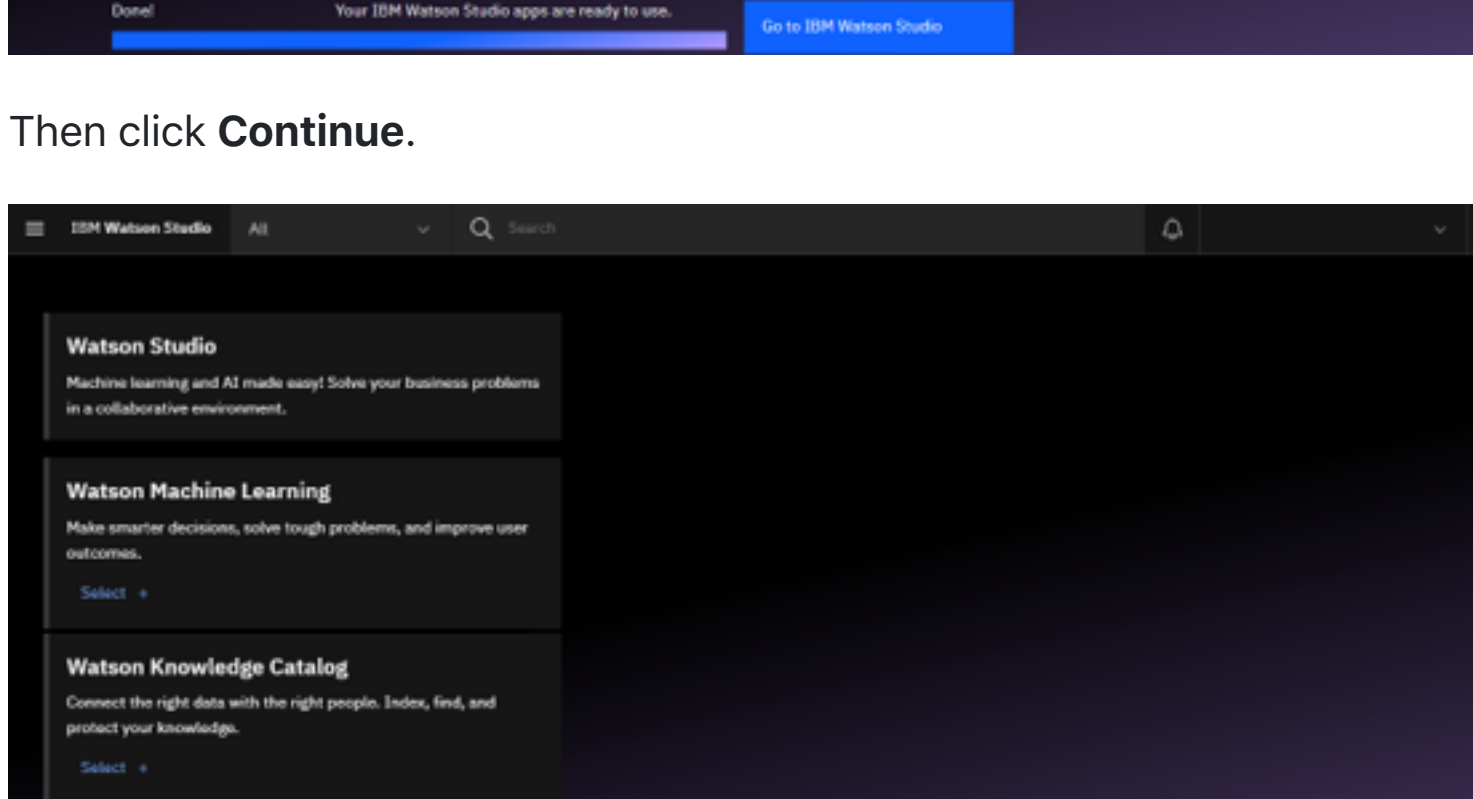 Done!
Your IBM Watson Studio apps are ready to use.
Go to IBM Watson Studio
Then click Continue.
IBM Watson Studio
All
Search
Watson Studio
Machine learning and AI made easy! Solve your business problems
in a collaborative environment.
Watson Machine Learning
Make smarter decisions, solve tough problems, and improve user
outcomes.
Select +
Watson Knowledge Catalog
Connect the right data with the right people. Index, find, and
protect your knowledge.
Select +